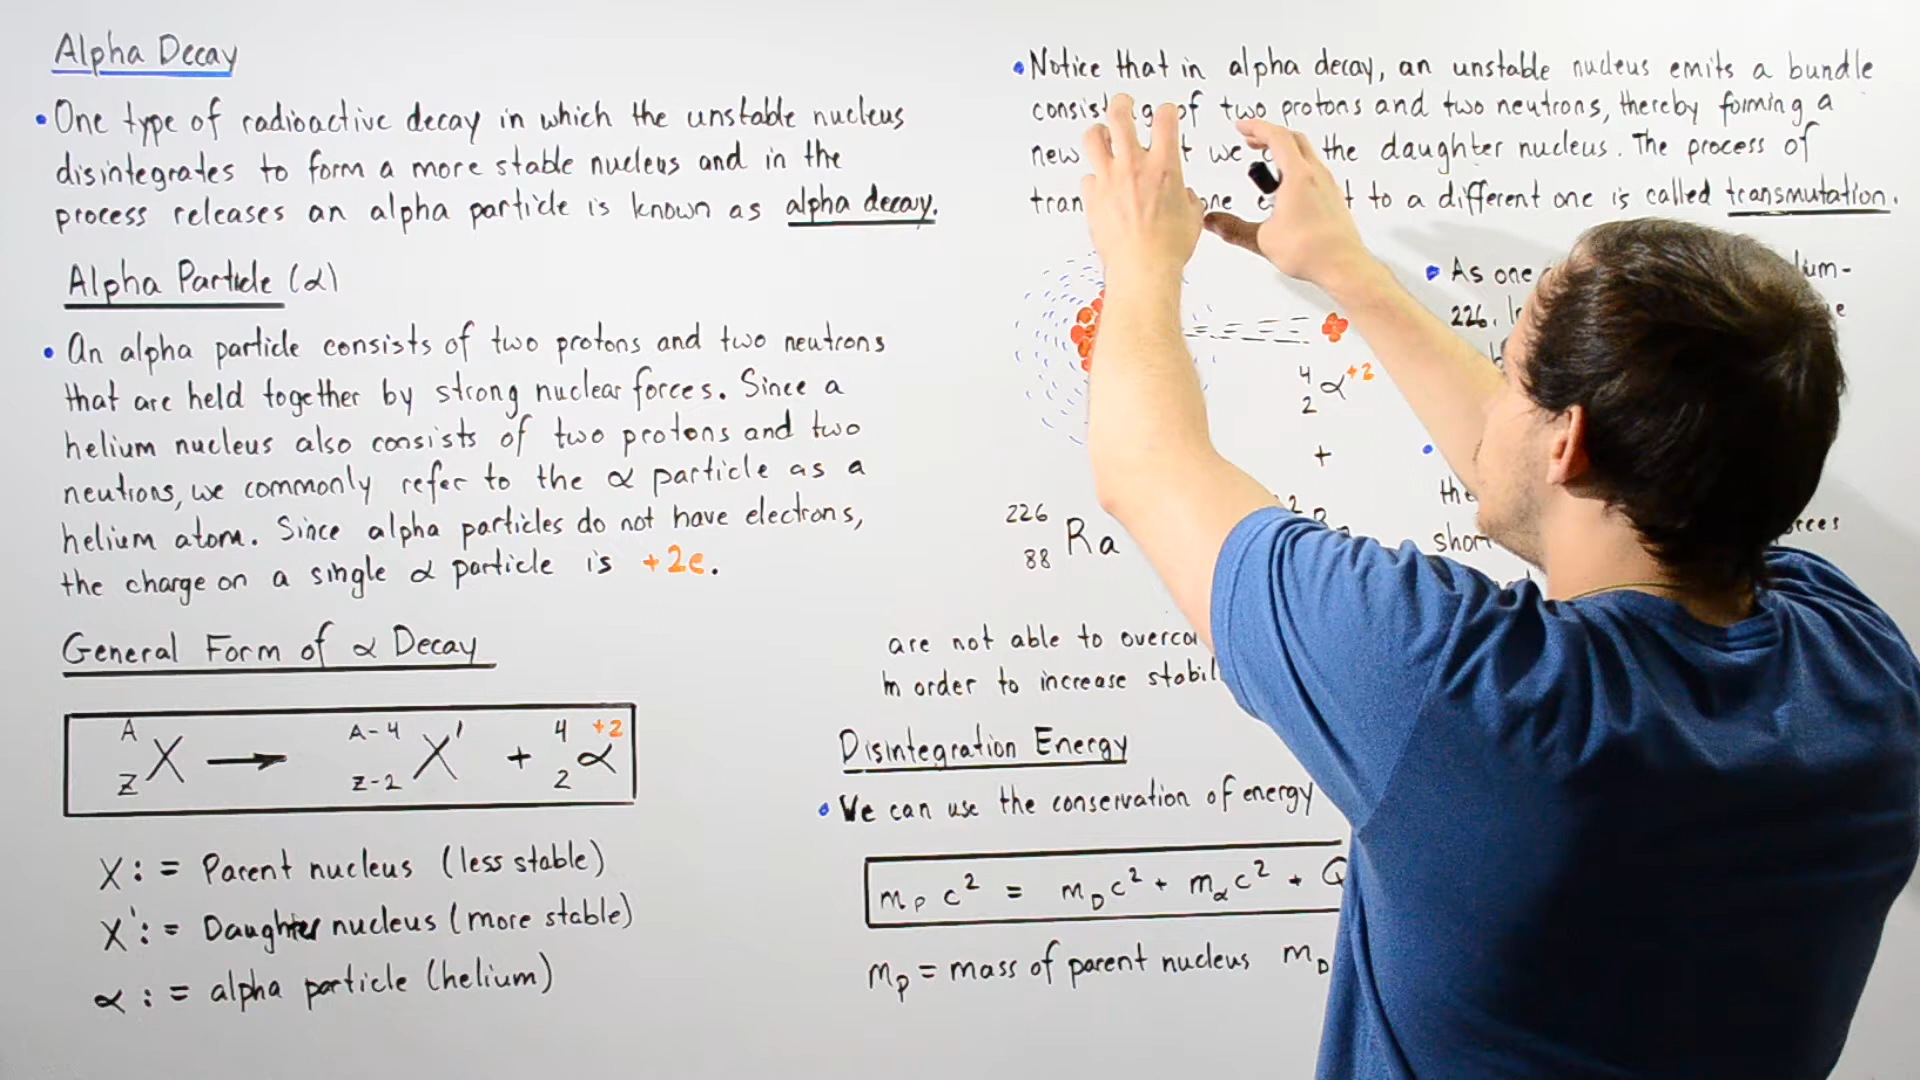 Alpha Decay
• One type of radioactive decay in which the unstable nucleus
disintegrates to form a more stable nucleus and in the
process releases an alpha particle is known as alpha decay.
Alpha Particle (α)
• An alpha particle consists of two protons and two neutrons
that are held together by strong nuclear forces. Since a
helium nucleus also consists of two protons and two
neutrons, we commonly refer to the α particle as a
helium atom. Since alpha particles do not have electrons,
the charge on a single α particle is +2e.
General Form of α Decay
A Z X → A-4 Z-2 X' + 4 2 α +2
X := Parent nucleus (less stable)
X' := Daughter nucleus (more stable)
α := alpha particle (helium)
• Notice that in alpha decay, an unstable nucleus emits a bundle
of two protons and two neutrons, thereby forming a
new we the daughter nucleus. The process of
one to a different one is called transmutation.
• As one
226.
4 2 α +2
+
226 88 Ra
are not able to
In order to increase
Disintegration Energy
• We can use the conservation of energy
m_P c² = m_D c² + m_α c² + Q
m_P = mass of parent nucleus m_D